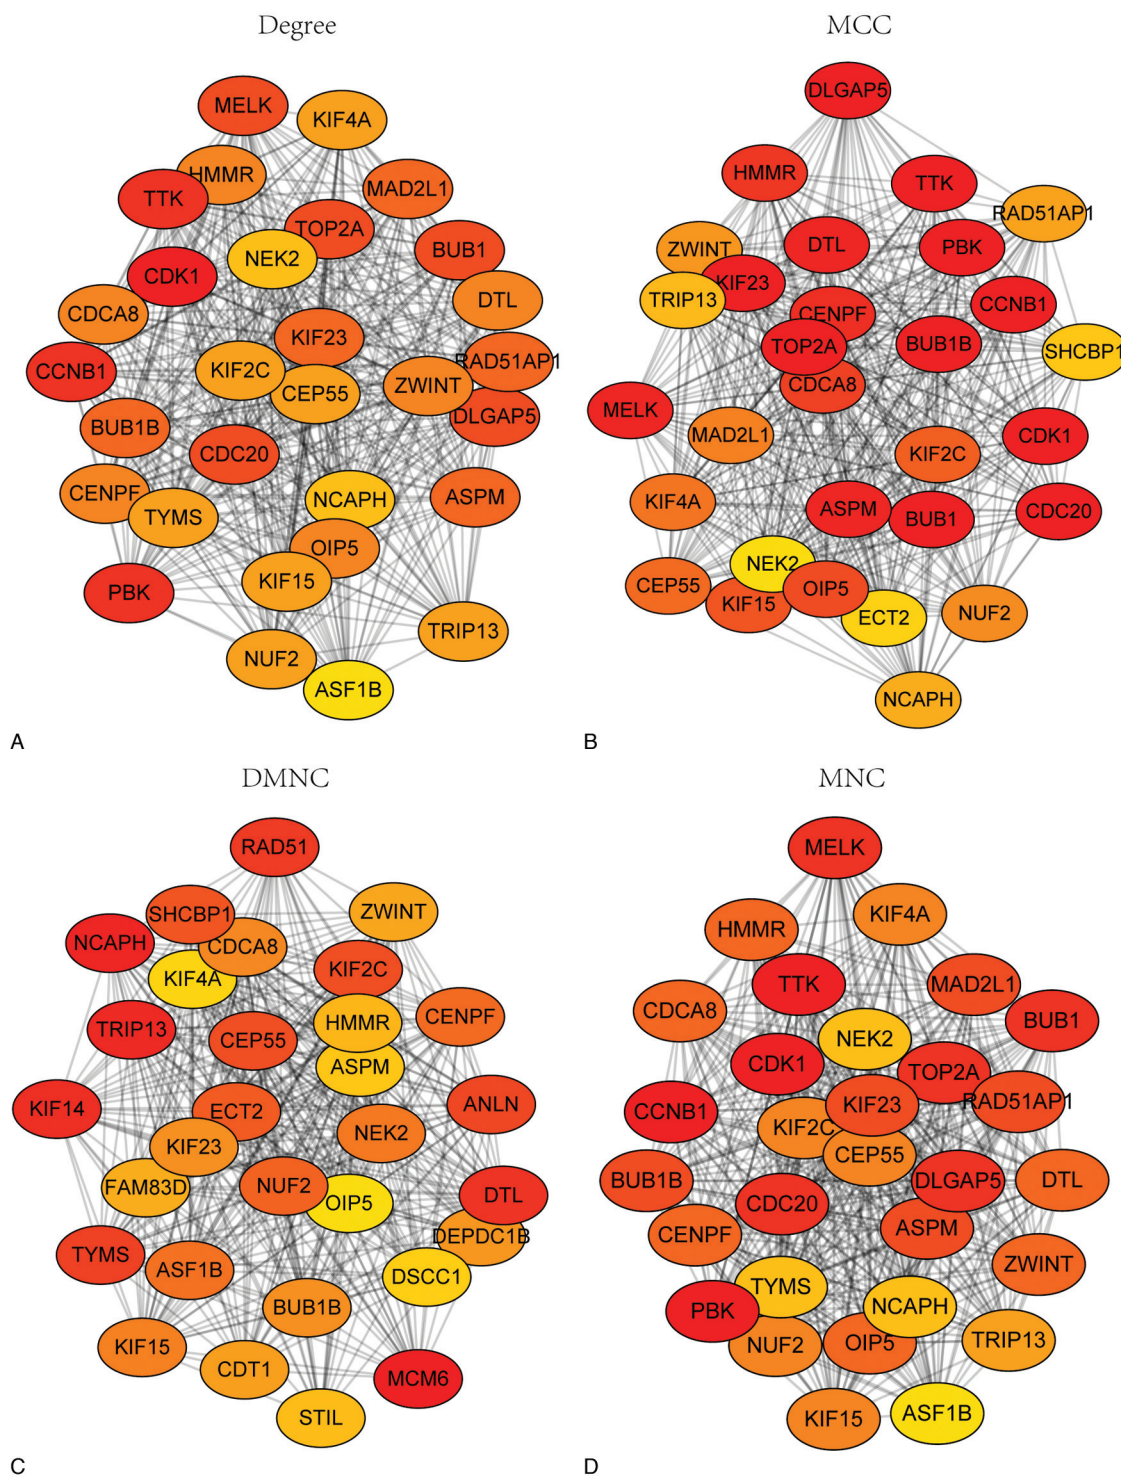 Degree
MELK
KIF4A
HMMR
TTK
MAD2L1
TOP2A
BUB1
NEK2
CDK1
DTL
CDCA8
KIF23
RAD51AP1
CCNB1
KIF2C
CEP55
ZWINT
DLGAP5
BUB1B
CDC20
CENPF
NCAPH
ASPM
TYMS
OIP5
KIF15
PBK
TRIP13
NUF2
ASF1B
A
MCC
DLGAP5
HMMR
TTK
RAD51AP1
ZWINT
DTL
PBK
KIF23
TRIP13
CCNB1
CENPF
TOP2A
BUB1B
SHCBP1
CDCA8
MELK
MAD2L1
CDK1
KIF2C
KIF4A
ASPM
BUB1
CDC20
NEK2
CEP55
KIF15
OIP5
ECT2
NUF2
NCAPH
B
DMNC
RAD51
SHCBP1
ZWINT
NCAPH
CDCA8
KIF4A
KIF2C
TRIP13
HMMR
CENPF
CEP55
ASPM
KIF14
ECT2
ANLN
NEK2
KIF23
FAM83D
NUF2
OIP5
DTL
DEPDC1B
TYMS
ASF1B
DSCC1
BUB1B
KIF15
CDT1
MCM6
STIL
C
MNC
MELK
KIF4A
HMMR
TTK
MAD2L1
CDCA8
BUB1
NEK2
CDK1
TOP2A
RAD51AP1
CCNB1
KIF23
KIF2C
CEP55
BUB1B
DLGAP5
DTL
CDC20
ASPM
CENPF
ZWINT
TYMS
NCAPH
PBK
NUF2
OIP5
TRIP13
KIF15
ASF1B
D